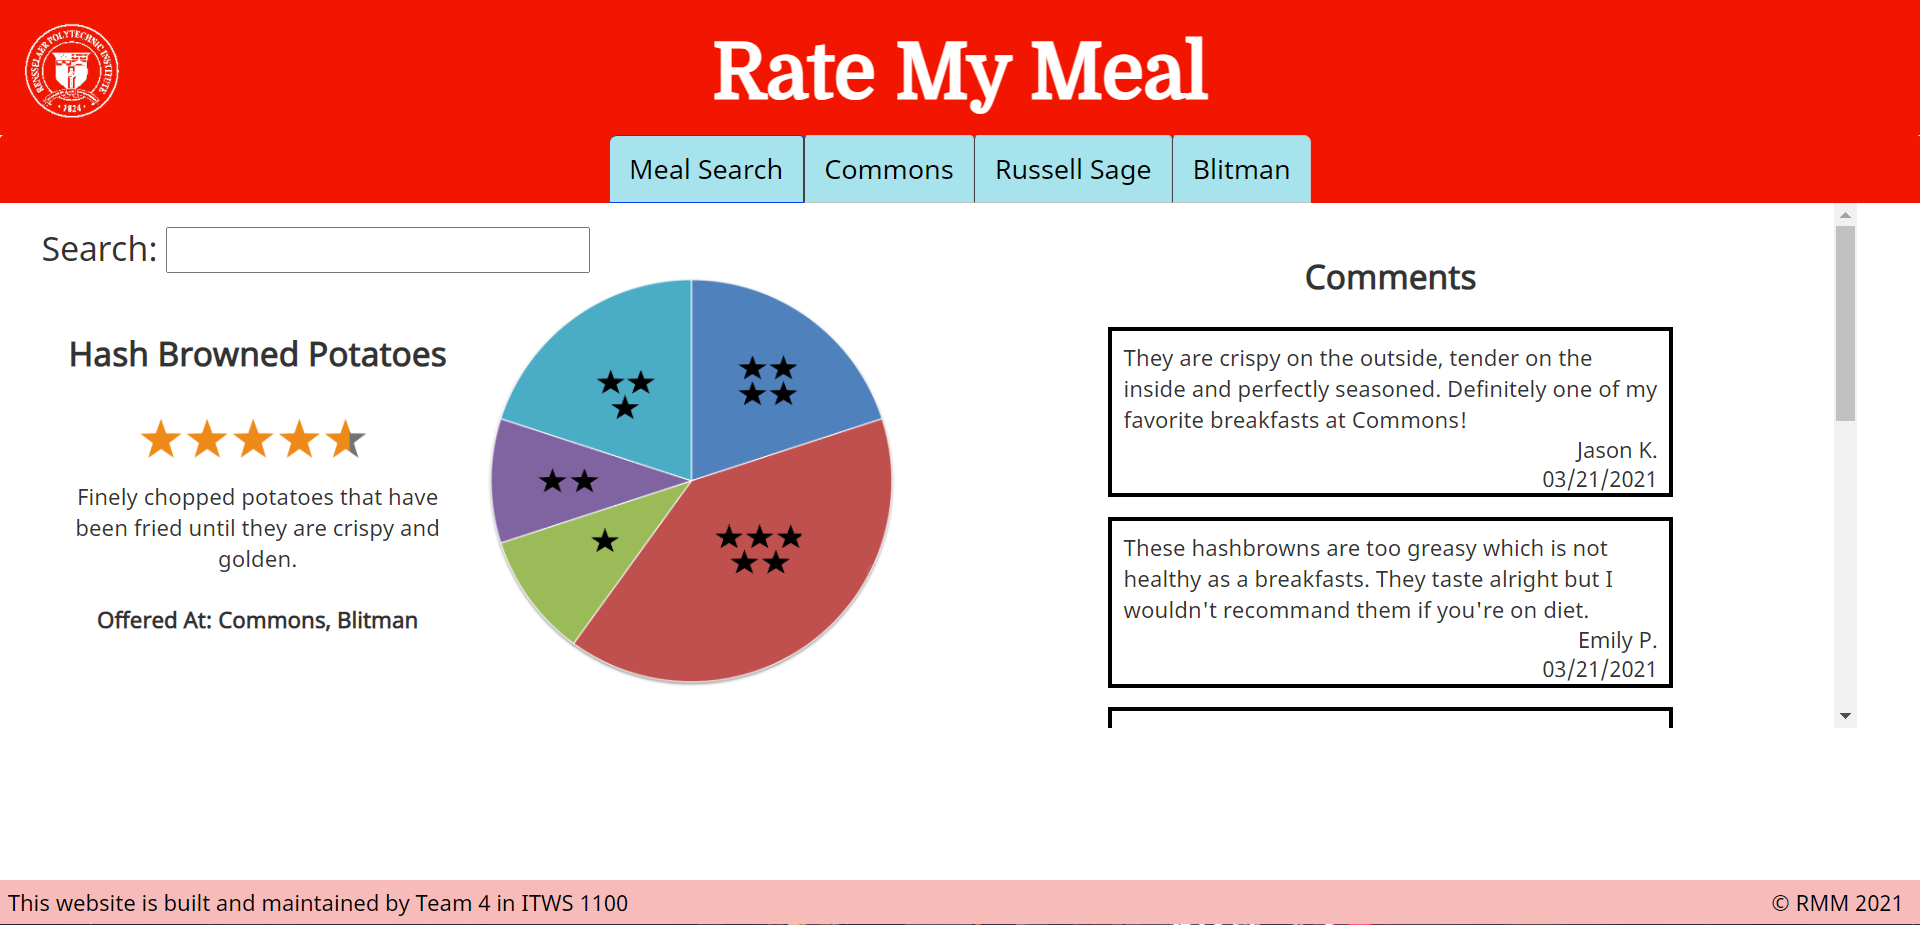 RENSSELAER POLYTECHNIC INSTITUTE
1824
Rate My Meal
Meal Search
Commons
Russell Sage
Blitman
Search:
Hash Browned Potatoes
Finely chopped potatoes that have
been fried until they are crispy and
golden.
Offered At: Commons, Blitman
Comments
They are crispy on the outside, tender on the
inside and perfectly seasoned. Definitely one of my
favorite breakfasts at Commons!
Jason K.
03/21/2021
These hashbrowns are too greasy which is not
healthy as a breakfasts. They taste alright but I
wouldn't recommand them if you're on diet.
Emily P.
03/21/2021
This website is built and maintained by Team 4 in ITWS 1100
© RMM 2021